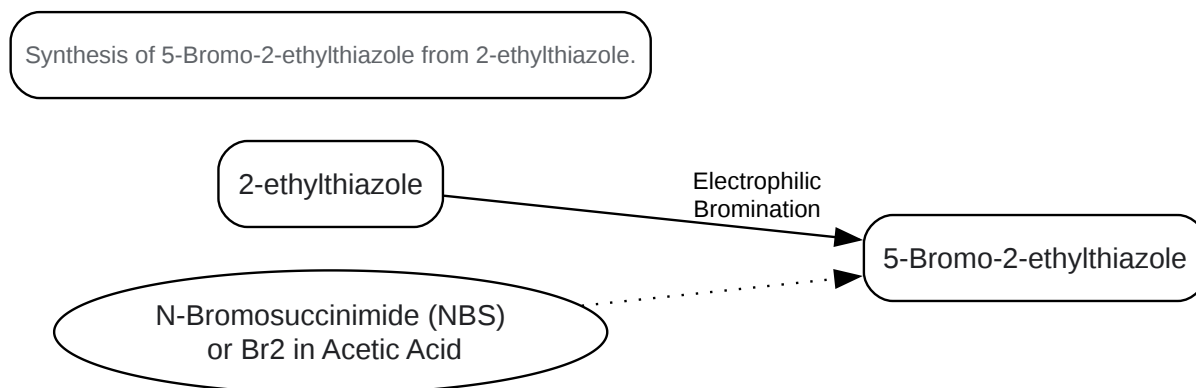 Synthesis of 5-Bromo-2-ethylthiazole from 2-ethylthiazole.
2-ethylthiazole
Electrophilic
Bromination
5-Bromo-2-ethylthiazole
N-Bromosuccinimide (NBS)
or Br2 in Acetic Acid